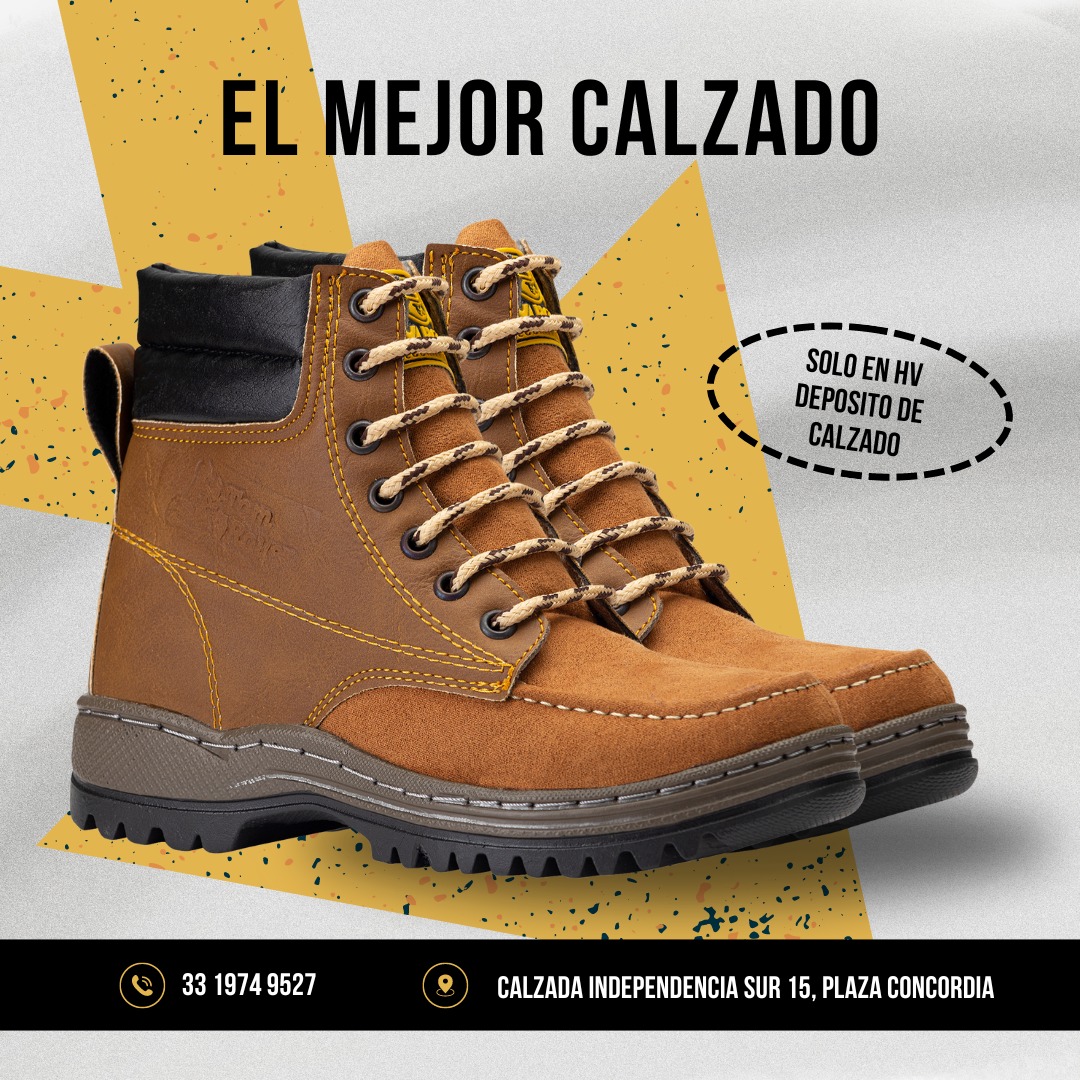 EL MEJOR CALZADO
SOLO EN HV
DEPOSITO DE
CALZADO
33 1974 9527
CALZADA INDEPENDENCIA SUR 15, PLAZA CONCORDIA